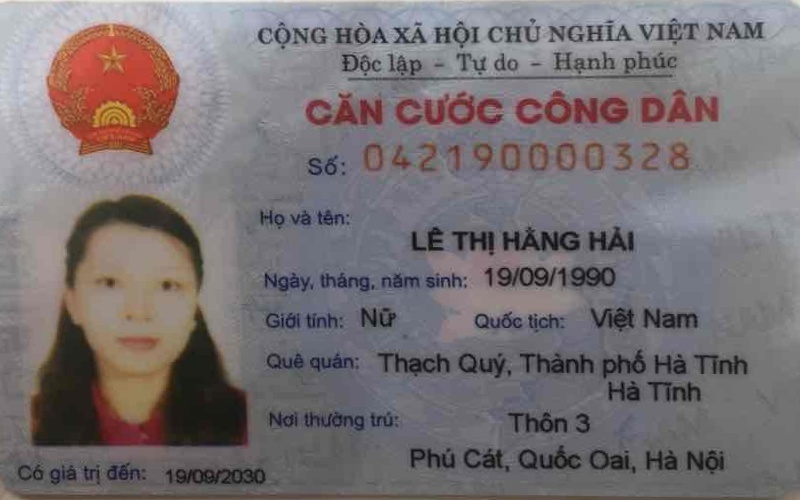 CỘNG HÒA XÃ HỘI CHỦ NGHĨA VIỆT NAM
Độc lập - Tự do - Hạnh phúc
CĂN CƯỚC CÔNG DÂN
Số: 042190000328
Họ và tên:
LÊ THỊ HẰNG HẢI
Ngày, tháng, năm sinh: 19/09/1990
Giới tính: Nữ Quốc tịch: Việt Nam
Quê quán: Thạch Quý, Thành phố Hà Tĩnh
Hà Tĩnh
Nơi thường trú: Thôn 3
Phú Cát, Quốc Oai, Hà Nội
Có giá trị đến: 19/09/2030